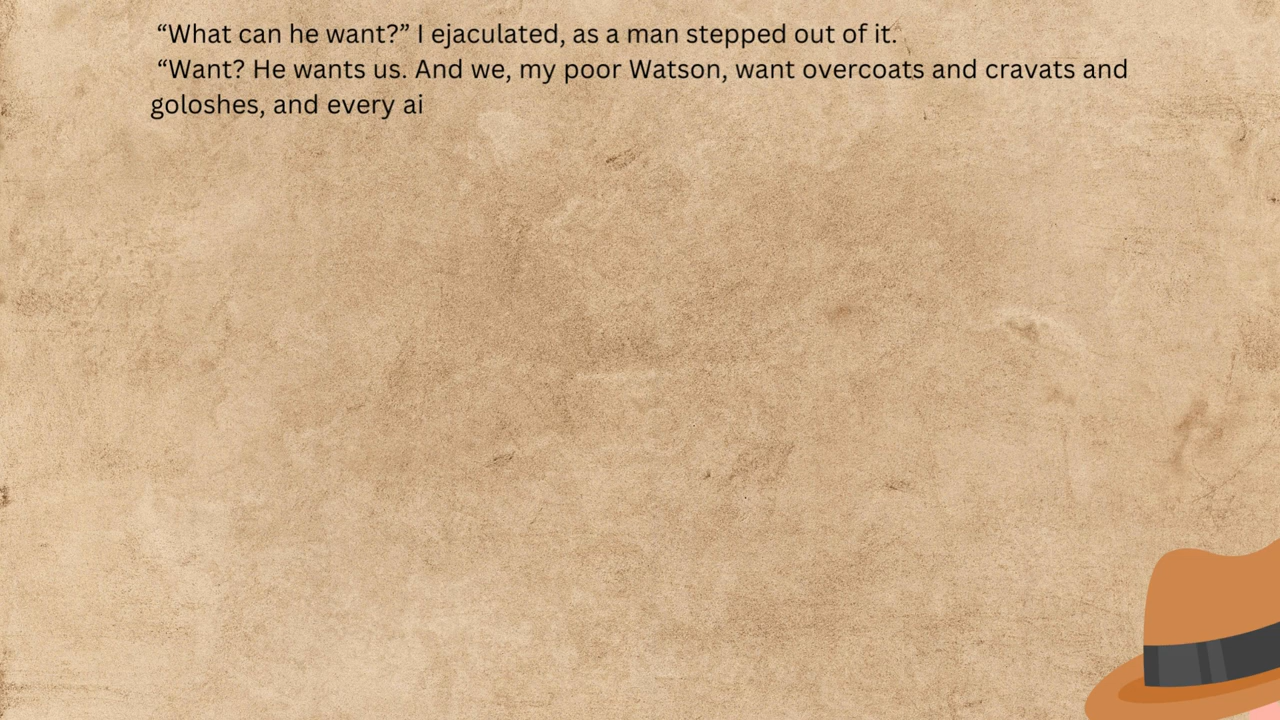 “What can he want?” I ejaculated, as a man stepped out of it.
“Want? He wants us. And we, my poor Watson, want overcoats and cravats and
goloshes, and every ai